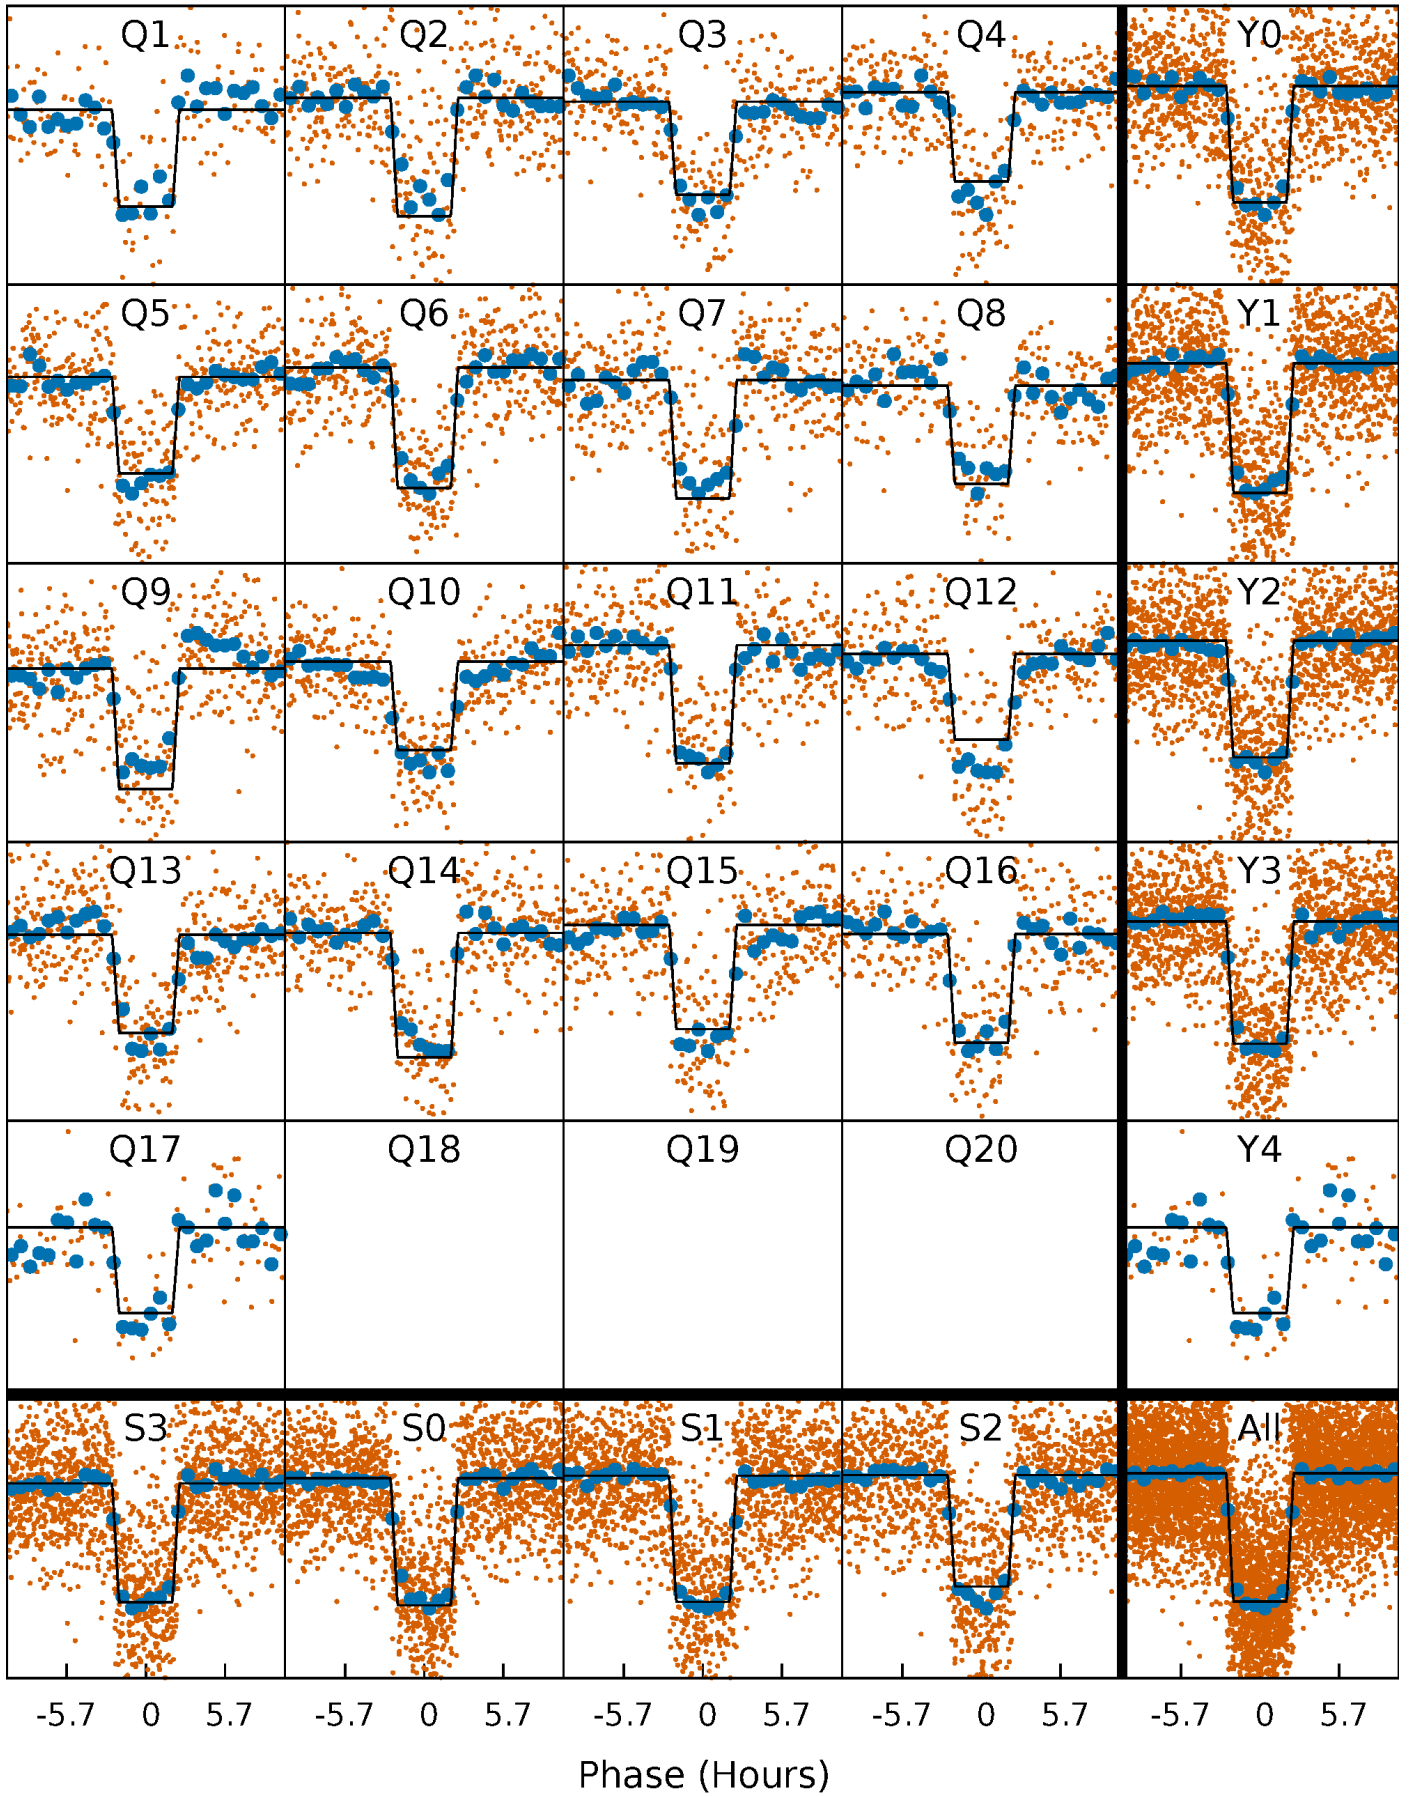 Q1 Q2 Q3 Q4 Y0
Q5 Q6 Q7 Q8 Y1
Q9 Q10 Q11 Q12 Y2
Q13 Q14 Q15 Q16 Y3
Q17 Q18 Q19 Q20 Y4
S3 S0 S1 S2 All
-5.7 0 5.7 -5.7 0 5.7 -5.7 0 5.7 -5.7 0 5.7 -5.7 0 5.7
Phase (Hours)